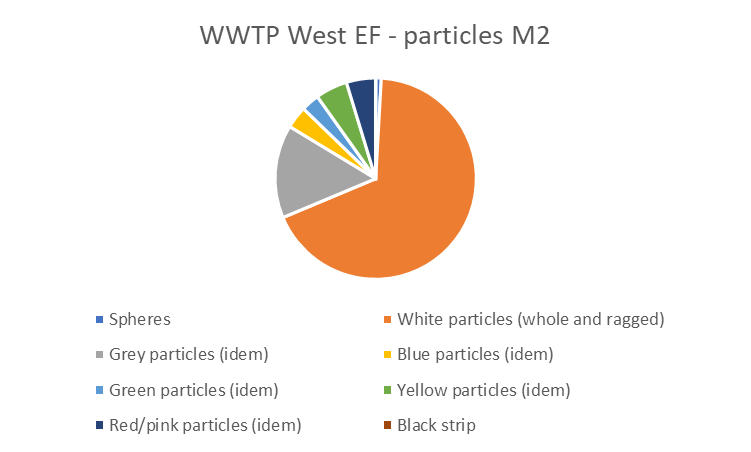 WWTP West EF - particles M2
Spheres
White particles (whole and ragged)
Grey particles (idem)
Blue particles (idem)
Green particles (idem)
Yellow particles (idem)
Red/pink particles (idem)
Black strip